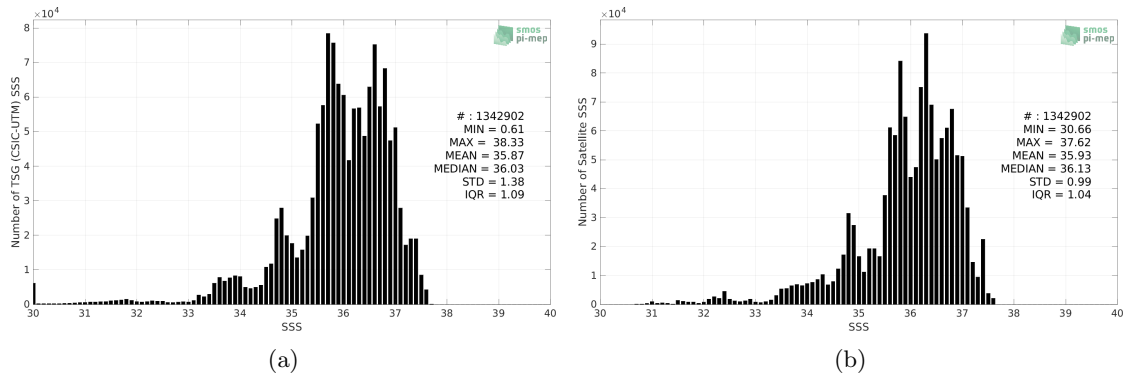 ×10⁴
8
7
6
5
4
3
2
1
0
Number of TSG (CSIC-UTM) SSS
smos
pi-mep
# : 1342902
MIN = 0.61
MAX = 38.33
MEAN = 35.87
MEDIAN = 36.03
STD = 1.38
IQR = 1.09
30 31 32 33 34 35 36 37 38 39 40
SSS
(a)
×10⁴
9
8
7
6
5
4
3
2
1
0
Number of Satellite SSS
smos
pi-mep
# : 1342902
MIN = 30.66
MAX = 37.62
MEAN = 35.93
MEDIAN = 36.13
STD = 0.99
IQR = 1.04
30 31 32 33 34 35 36 37 38 39 40
SSS
(b)